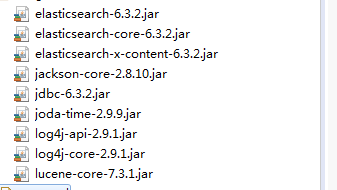 elasticsearch-6.3.2.jar
elasticsearch-core-6.3.2.jar
elasticsearch-x-content-6.3.2.jar
jackson-core-2.8.10.jar
jdbc-6.3.2.jar
joda-time-2.9.9.jar
log4j-api-2.9.1.jar
log4j-core-2.9.1.jar
lucene-core-7.3.1.jar